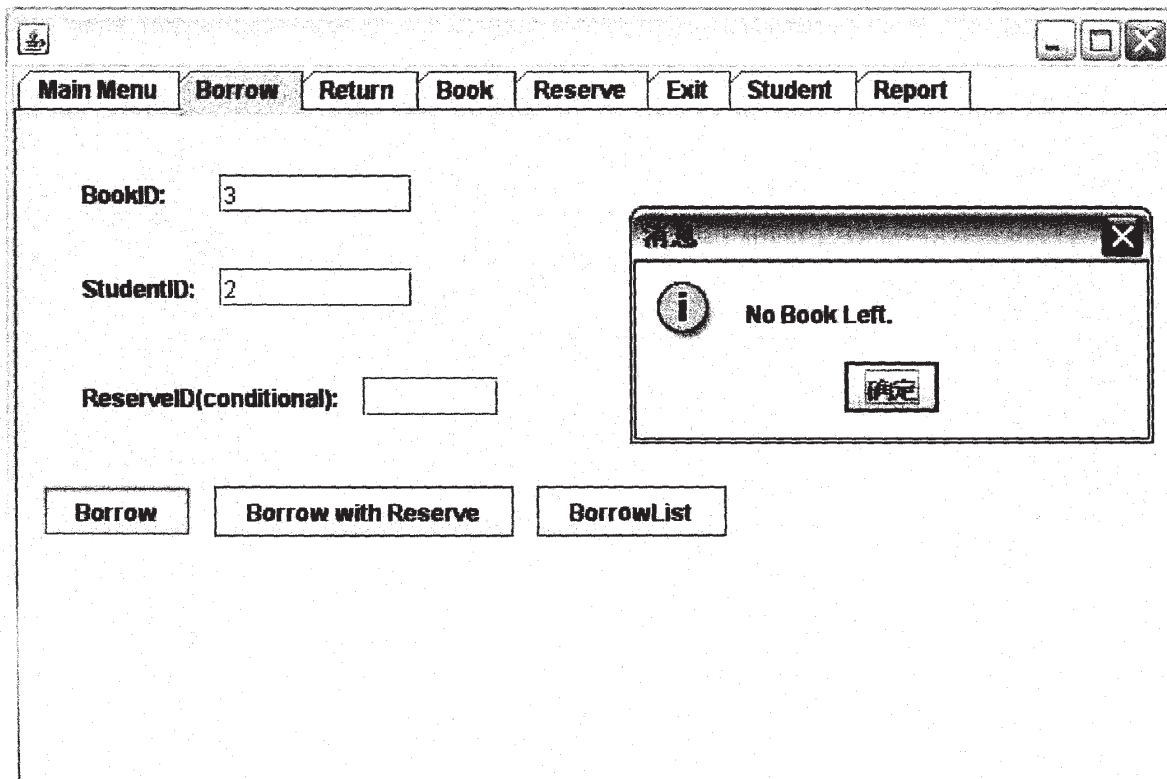 Main Menu Borrow Return Book Reserve Exit Student Report
BookID: 3
StudentID: 2
ReserveID(conditional):
消息
No Book Left.
确定
Borrow Borrow with Reserve BorrowList